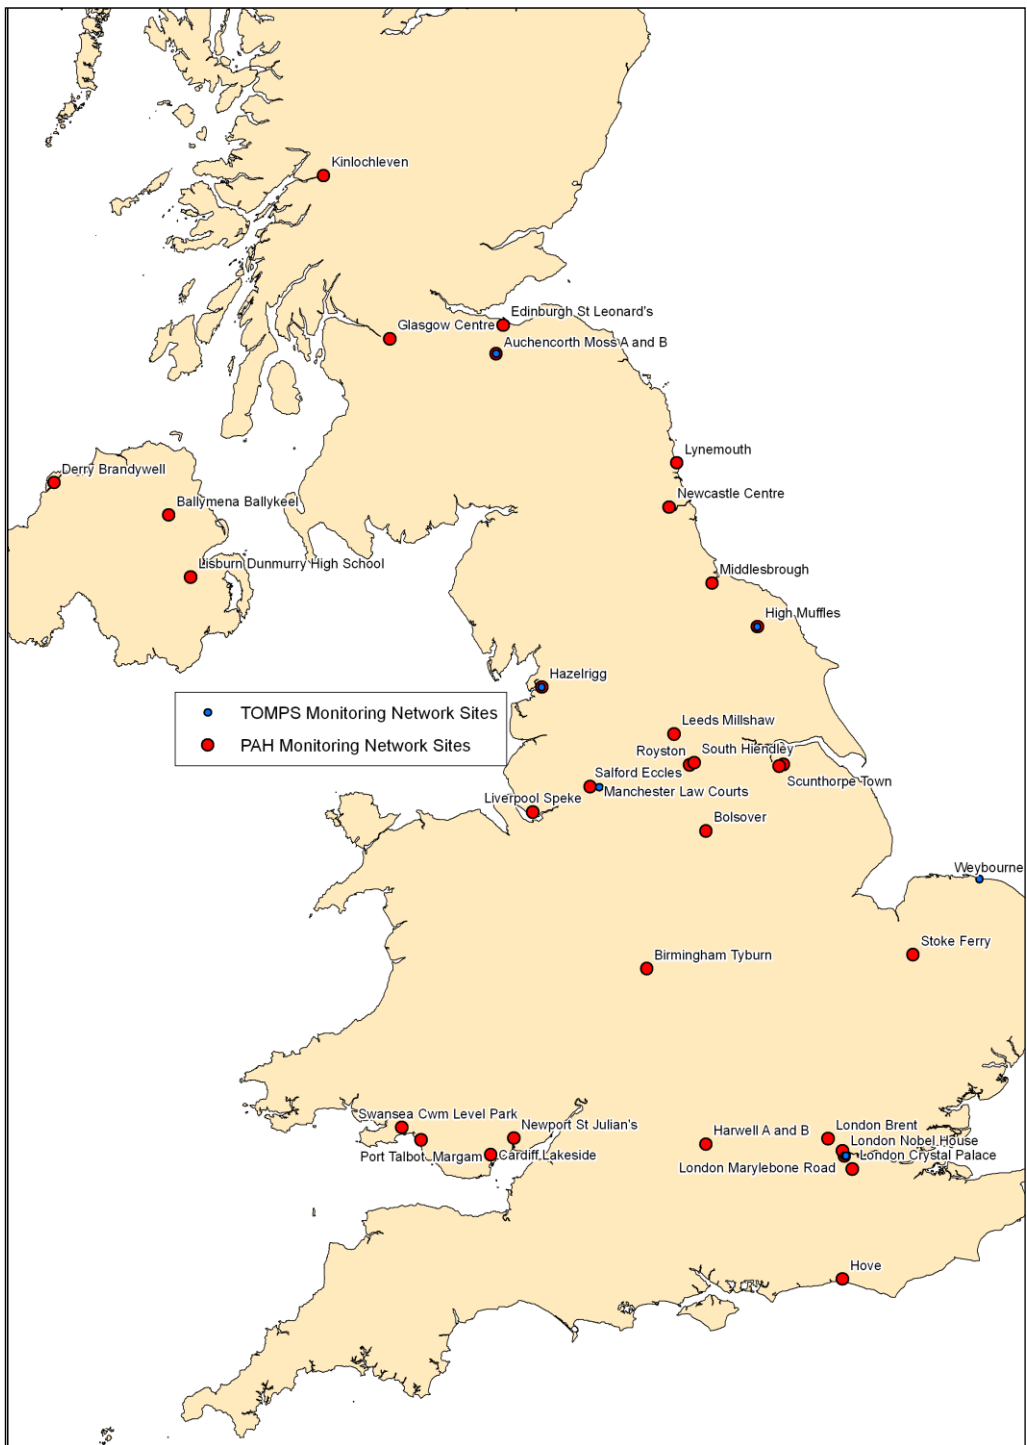 Kinlochleven
Edinburgh St Leonard's
Glasgow Centre
Auchencorth Moss A and B
Lynemouth
Derry Brandywell
Newcastle Centre
Ballymena Ballykeel
Lisburn Dunmurry High School
Middlesbrough
High Muffles
Hazelrigg
TOMPS Monitoring Network Sites
PAH Monitoring Network Sites
Leeds Millshaw
Royston
South Hiendley
Salford Eccles
Scunthorpe Town
Manchester Law Courts
Liverpool Speke
Bolsover
Weybourne
Stoke Ferry
Birmingham Tyburn
Swansea Cwm Level Park
Newport St Julian's
Harwell A and B
London Brent
London Nobel House
Port Talbot Margam
Cardiff Lakeside
London Crystal Palace
London Marylebone Road
Hove